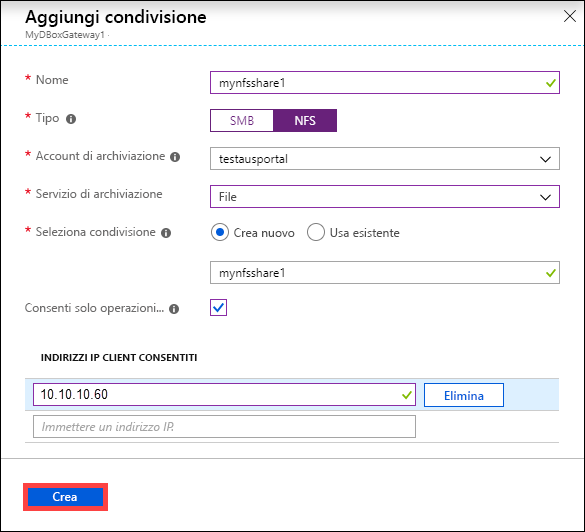 Aggiungi condivisione
MyDBoxGateway1
* Nome
mynfsshare1
* Tipo
SMB NFS
* Account di archiviazione
testausportal
* Servizio di archiviazione
File
* Seleziona condivisione
Crea nuovo Usa esistente
mynfsshare1
Consenti solo operazioni...
INDIRIZZI IP CLIENT CONSENTITI
10.10.10.60 Elimina
Immettere un indirizzo IP.
Crea